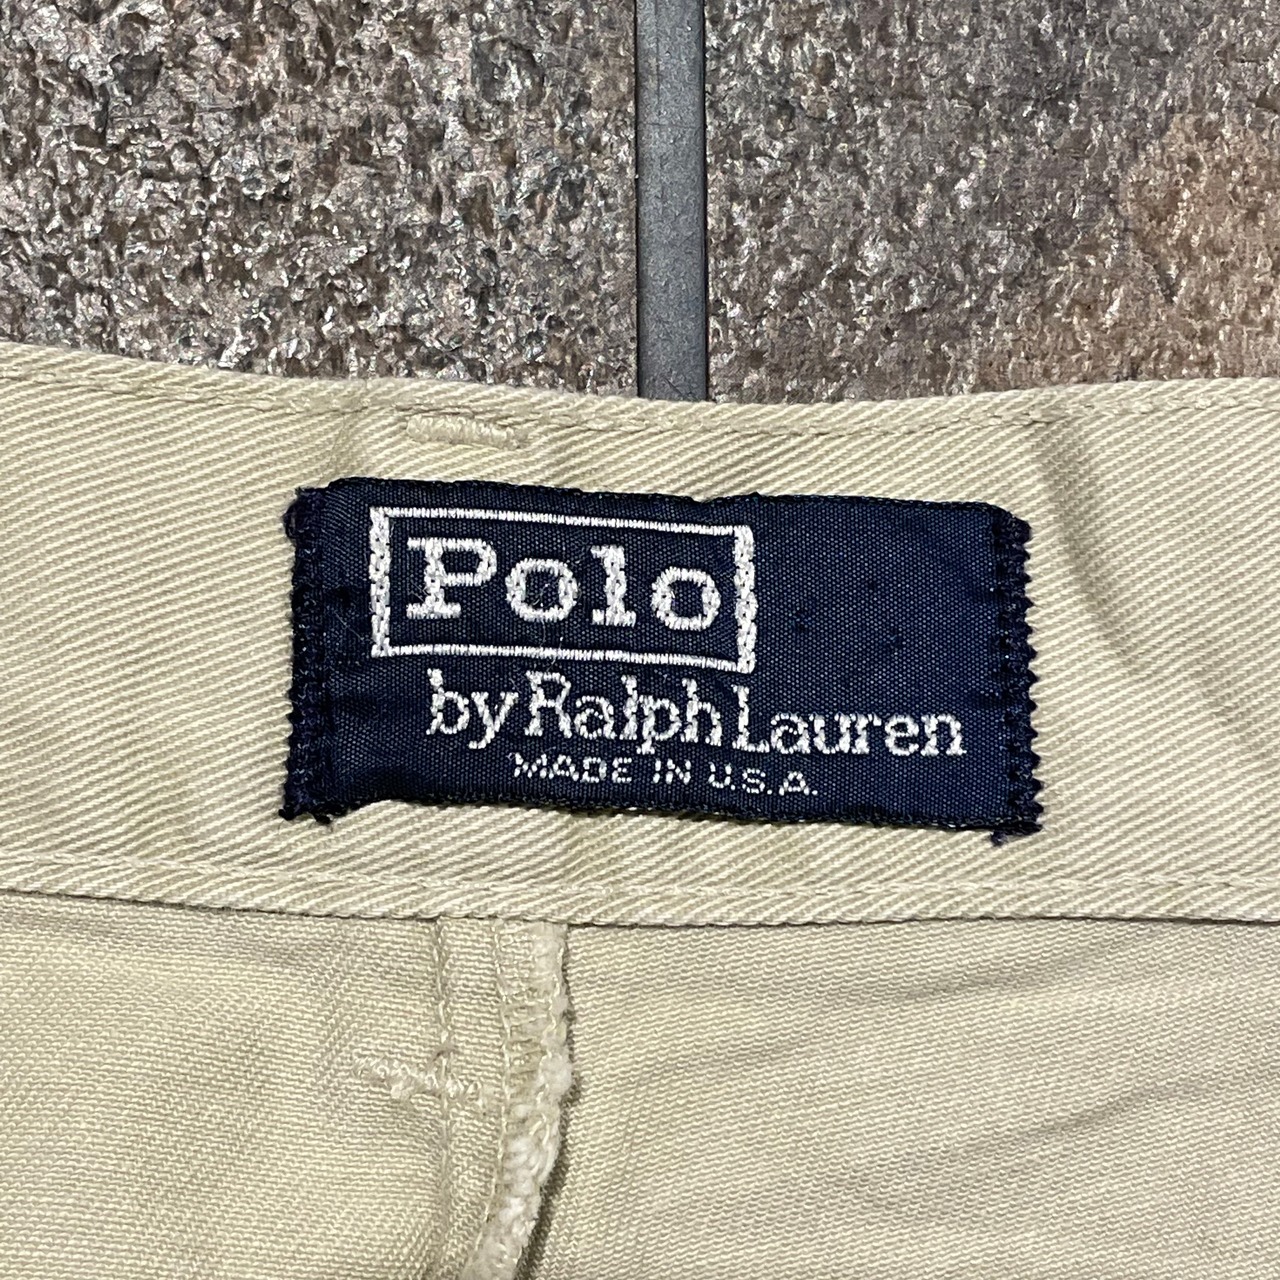 Polo
by Ralph Lauren
MADE IN U.S.A.